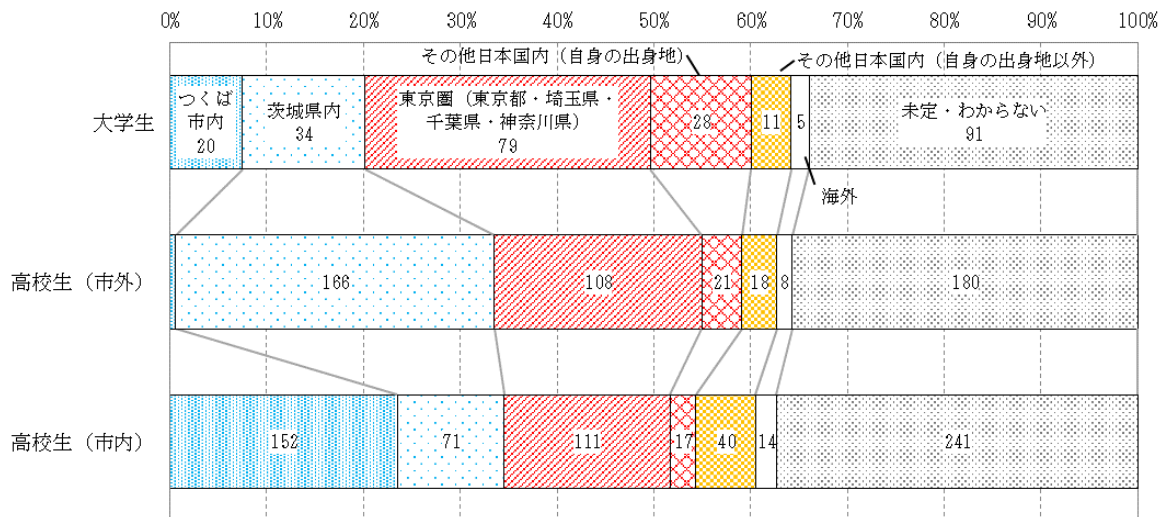 0% 10% 20% 30% 40% 50% 60% 70% 80% 90% 100%
その他日本国内（自身の出身地）
その他日本国内（自身の出身地以外）
大学生
つくば
市内
20
茨城県内
34
東京圏（東京都・埼玉県・
千葉県・神奈川県）
79
28
11
5
未定・わからない
91
海外
高校生（市外）
166
108
21
18
8
180
高校生（市内）
152
71
111
17
40
14
241